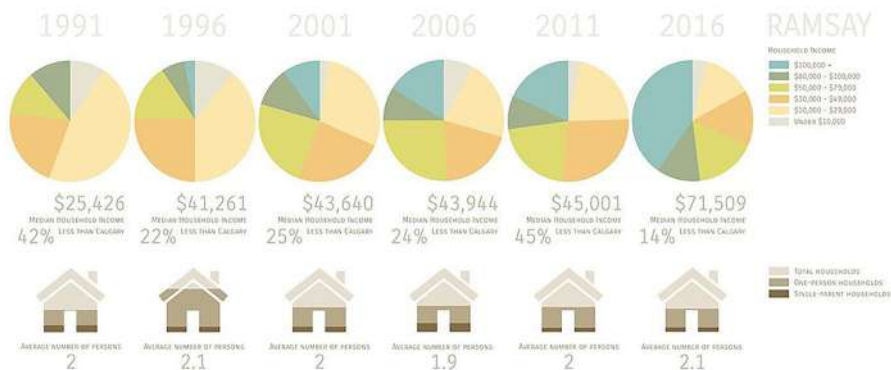 1991 1996 2001 2006 2011 2016 RAMSAY
HOUSEHOLD INCOME
$100,000 +
$80,000 - $100,000
$50,000 - $79,000
$30,000 - $49,000
$10,000 - $29,000
UNDER $10,000
$25,426 $41,261 $43,640 $43,944 $45,001 $71,509
MEDIAN HOUSEHOLD INCOME MEDIAN HOUSEHOLD INCOME MEDIAN HOUSEHOLD INCOME MEDIAN HOUSEHOLD INCOME MEDIAN HOUSEHOLD INCOME MEDIAN HOUSEHOLD INCOME
42% LESS THAN CALGARY 22% LESS THAN CALGARY 25% LESS THAN CALGARY 24% LESS THAN CALGARY 45% LESS THAN CALGARY 14% LESS THAN CALGARY
TOTAL HOUSEHOLDS
ONE-PERSON HOUSEHOLDS
SINGLE-PARENT HOUSEHOLDS
AVERAGE NUMBER OF PERSONS AVERAGE NUMBER OF PERSONS AVERAGE NUMBER OF PERSONS AVERAGE NUMBER OF PERSONS AVERAGE NUMBER OF PERSONS AVERAGE NUMBER OF PERSONS
2 2.1 2 1.9 2 2.1